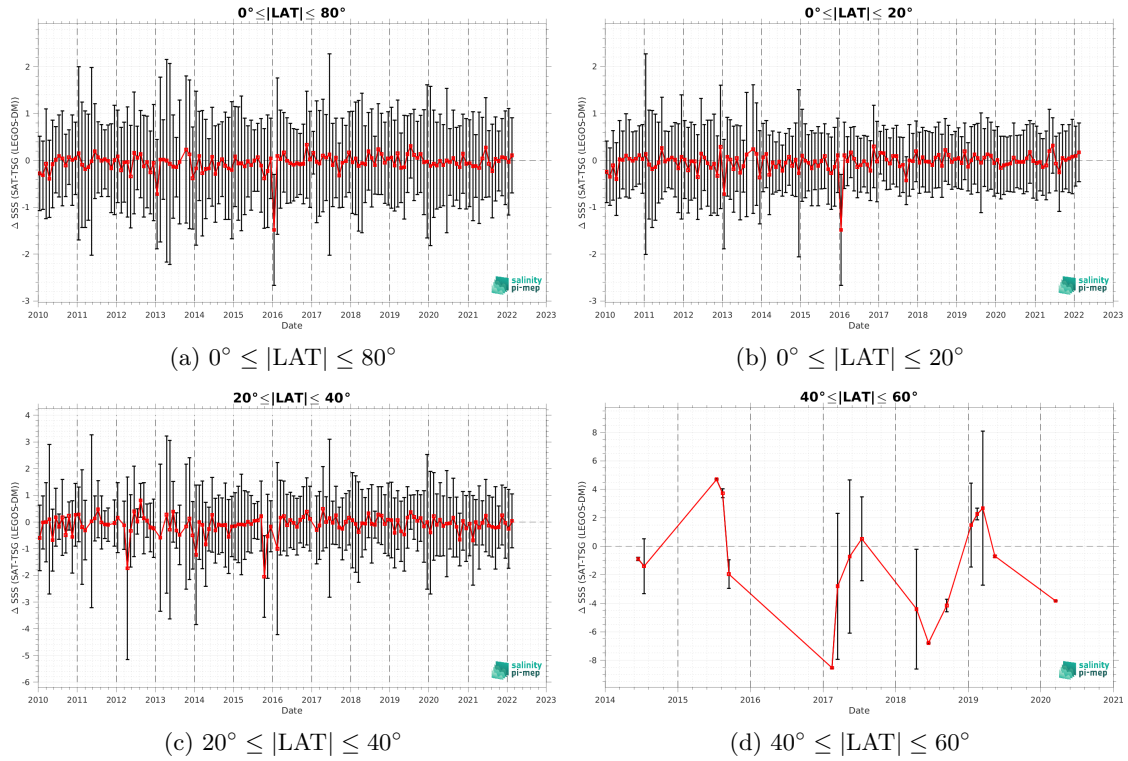 0°≤|LAT|≤ 80°
Δ SSS (SAT-TSG (LEGOS-DM))
2
1
0
-1
-2
-3
2010 2011 2012 2013 2014 2015 2016 2017 2018 2019 2020 2021 2022 2023
Date
salinity
pi-mep
(a) 0° ≤ |LAT| ≤ 80°
0°≤|LAT|≤ 20°
Δ SSS (SAT-TSG (LEGOS-DM))
2
1
0
-1
-2
-3
2010 2011 2012 2013 2014 2015 2016 2017 2018 2019 2020 2021 2022 2023
Date
salinity
pi-mep
(b) 0° ≤ |LAT| ≤ 20°
20°≤|LAT|≤ 40°
Δ SSS (SAT-TSG (LEGOS-DM))
4
3
2
1
0
-1
-2
-3
-4
-5
-6
2010 2011 2012 2013 2014 2015 2016 2017 2018 2019 2020 2021 2022 2023
Date
salinity
pi-mep
(c) 20° ≤ |LAT| ≤ 40°
40°≤|LAT|≤ 60°
Δ SSS (SAT-TSG (LEGOS-DM))
8
6
4
2
0
-2
-4
-6
-8
2014 2015 2016 2017 2018 2019 2020 2021
Date
salinity
pi-mep
(d) 40° ≤ |LAT| ≤ 60°